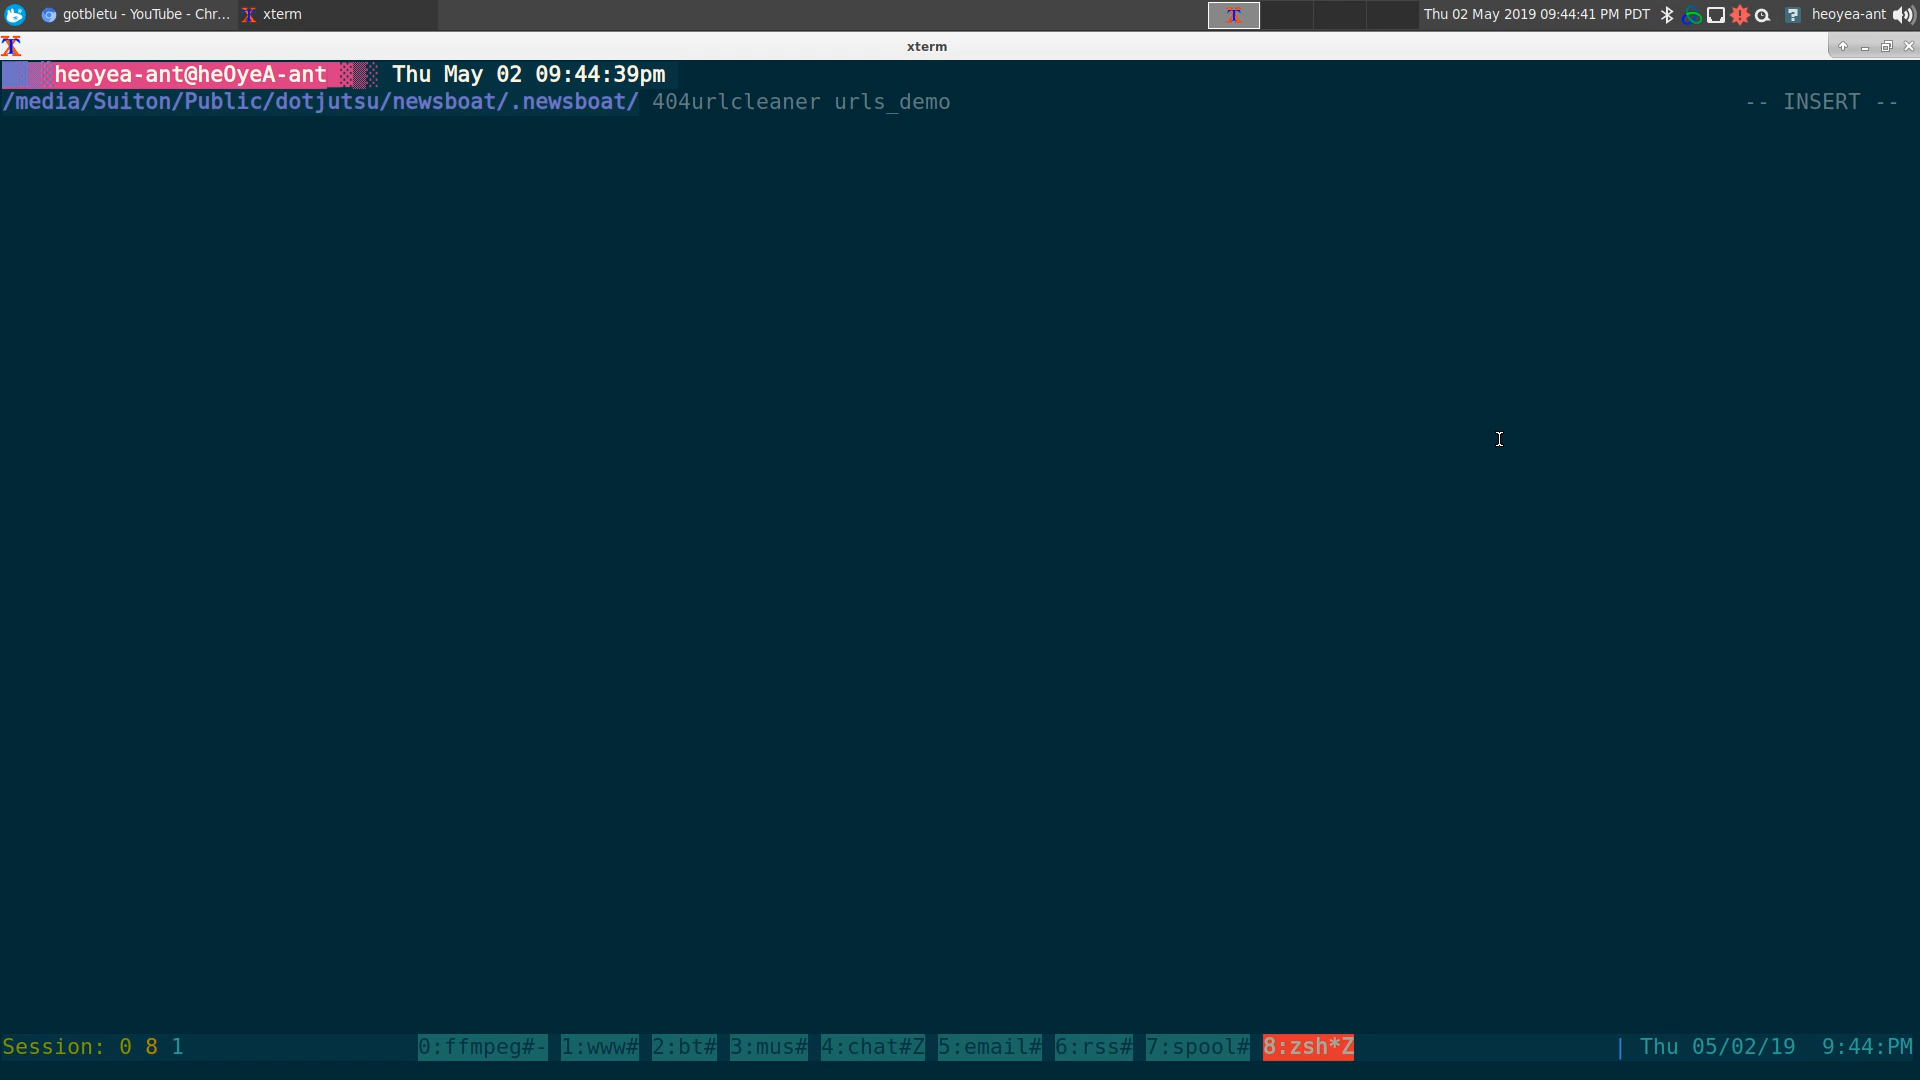 gotbletu - YouTube - Chr... xterm Thu 02 May 2019 09:44:41 PM PDT heoyea-ant
xterm
heoyea-ant@heOyeA-ant Thu May 02 09:44:39pm
/media/Suiton/Public/dotjutsu/newsboat/.newsboat/ 404urlcleaner urls_demo -- INSERT --
Session: 0 8 1 0:ffmpeg#- 1:www# 2:bt# 3:mus# 4:chat#Z 5:email# 6:rss# 7:spool# 8:zsh*Z | Thu 05/02/19 9:44:PM